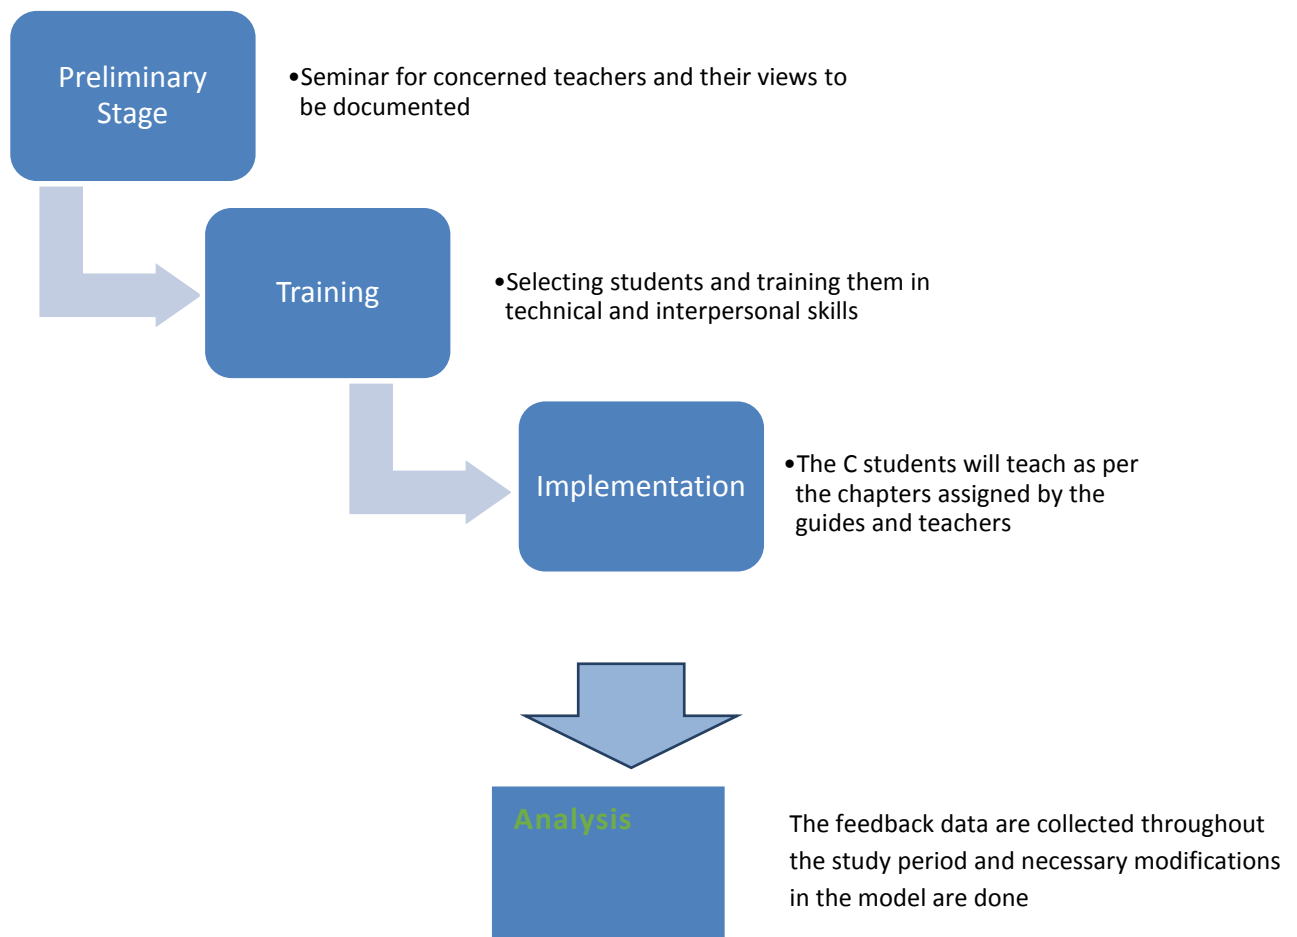 Preliminary
Stage
•Seminar for concerned teachers and their views to
be documented
Training
•Selecting students and training them in
technical and interpersonal skills
Implementation
•The C students will teach as per
the chapters assigned by the
guides and teachers
Analysis
The feedback data are collected throughout
the study period and necessary modifications
in the model are done